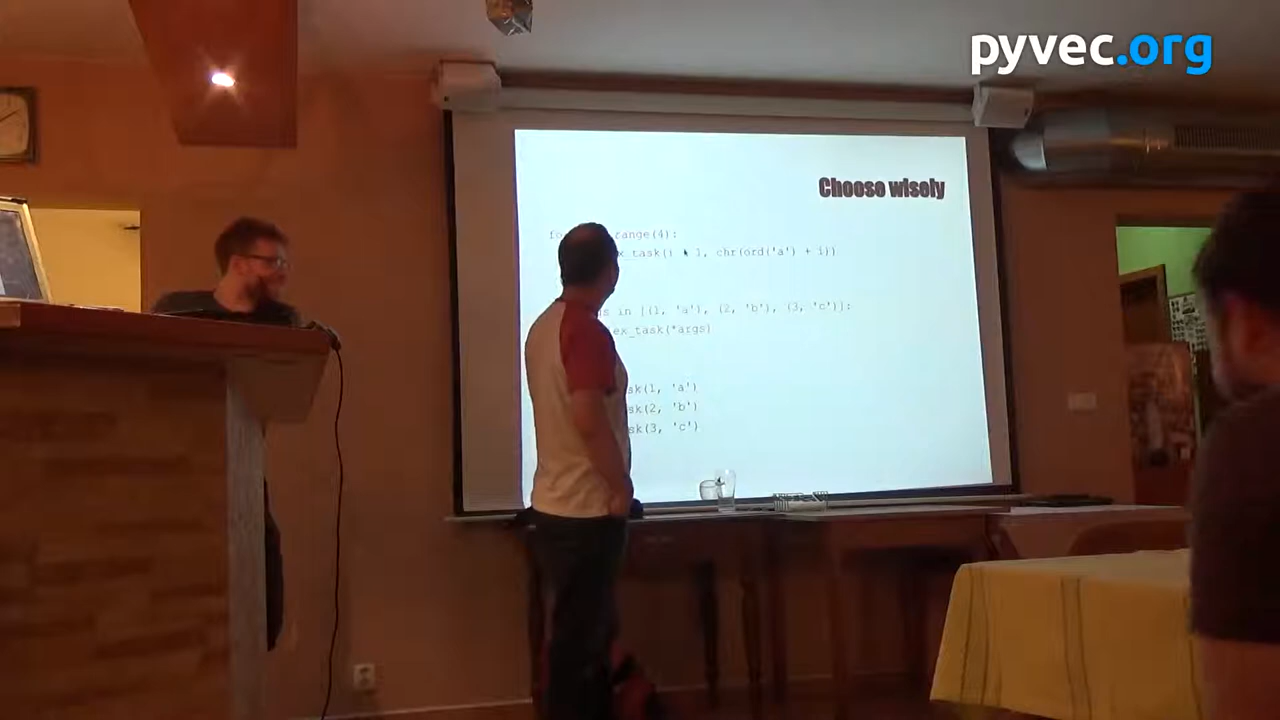 pyvec.org
Choose wisely
range(4):
x_task() 1, chr(ord('a') + i))
gs in [(1, 'a'), (2, 'b'), (3, 'c')]:
ex_task(*args)
sk(1, 'a')
sk(2, 'b')
sk(3, 'c')